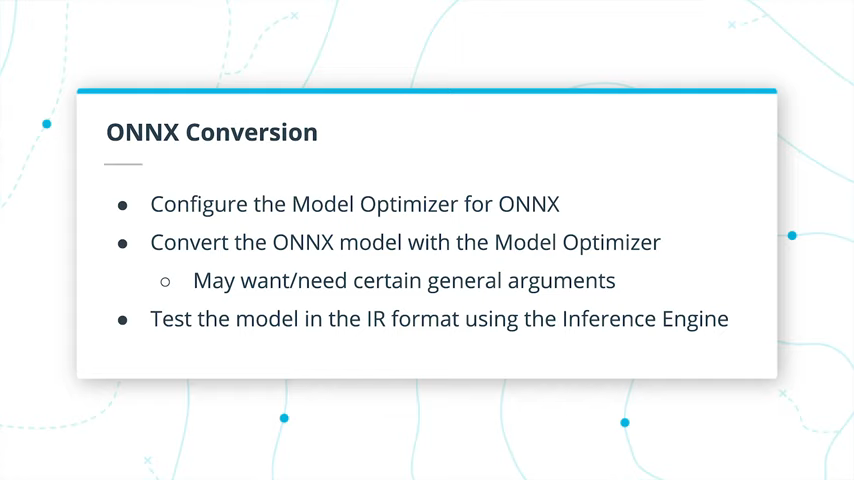 ONNX Conversion
● Configure the Model Optimizer for ONNX
● Convert the ONNX model with the Model Optimizer
○ May want/need certain general arguments
● Test the model in the IR format using the Inference Engine